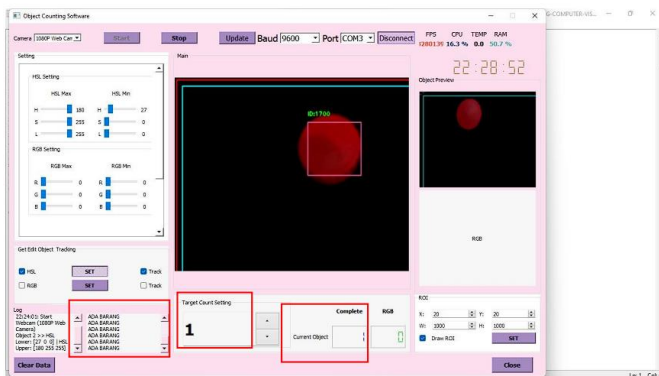 Object Counting Software
G-COMPUTER-VIS...
Camera 1080P Web Cam Start Stop Update Baud 9600 Port COM3 Disconnect
FPS CPU TEMP RAM
16.3 % 0.0 50.7 %
22:28:52
Setting
Main
Object Preview
HSL Setting
HSL Max HSL Min
H 180 H 27
S 255 S 0
L 255 L 0
RGB Setting
RGB Max RGB Min
R 0 R 0
G 0 G 0
B 0 B 0
ID:1700
RGB
Get Edit Object Tracking
HSL SET Track
RGB SET Track
Log
22:24:01: Start
Webcam (1080P Web
Camera)
Object 2 >> HSL
Lower: [27 0 0] | HSL
Upper: [180 255 255]
ADA BARANG
ADA BARANG
ADA BARANG
ADA BARANG
ADA BARANG
ADA BARANG
Target Count Setting
1
Complete RGB
Current Object 1 0
ROI
X: 20 Y: 20
W: 1000 H: 1000
Draw ROI SET
Clear Data
Close